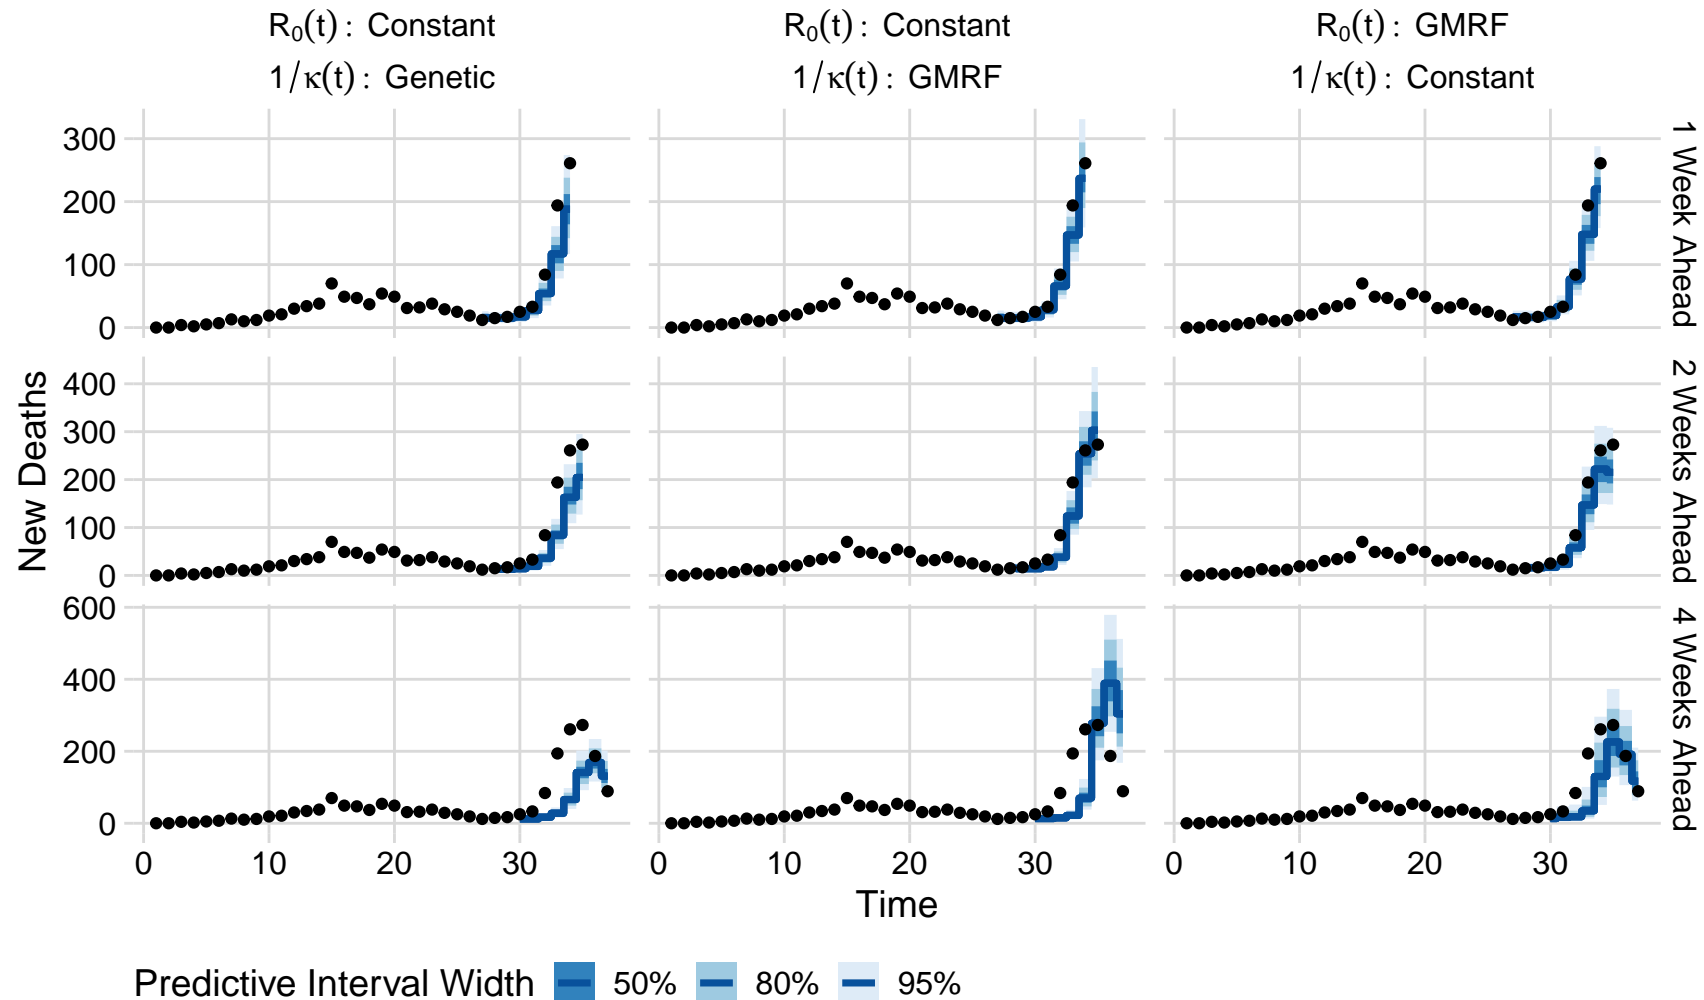 R₀(t) : Constant
1/κ(t) : Genetic
R₀(t) : Constant
1/κ(t) : GMRF
R₀(t) : GMRF
1/κ(t) : Constant
300
200
100
0
1 Week Ahead
400
300
200
100
0
2 Weeks Ahead
600
400
200
0
4 Weeks Ahead
New Deaths
0 10 20 30
0 10 20 30
0 10 20 30
Time
Predictive Interval Width 50% 80% 95%